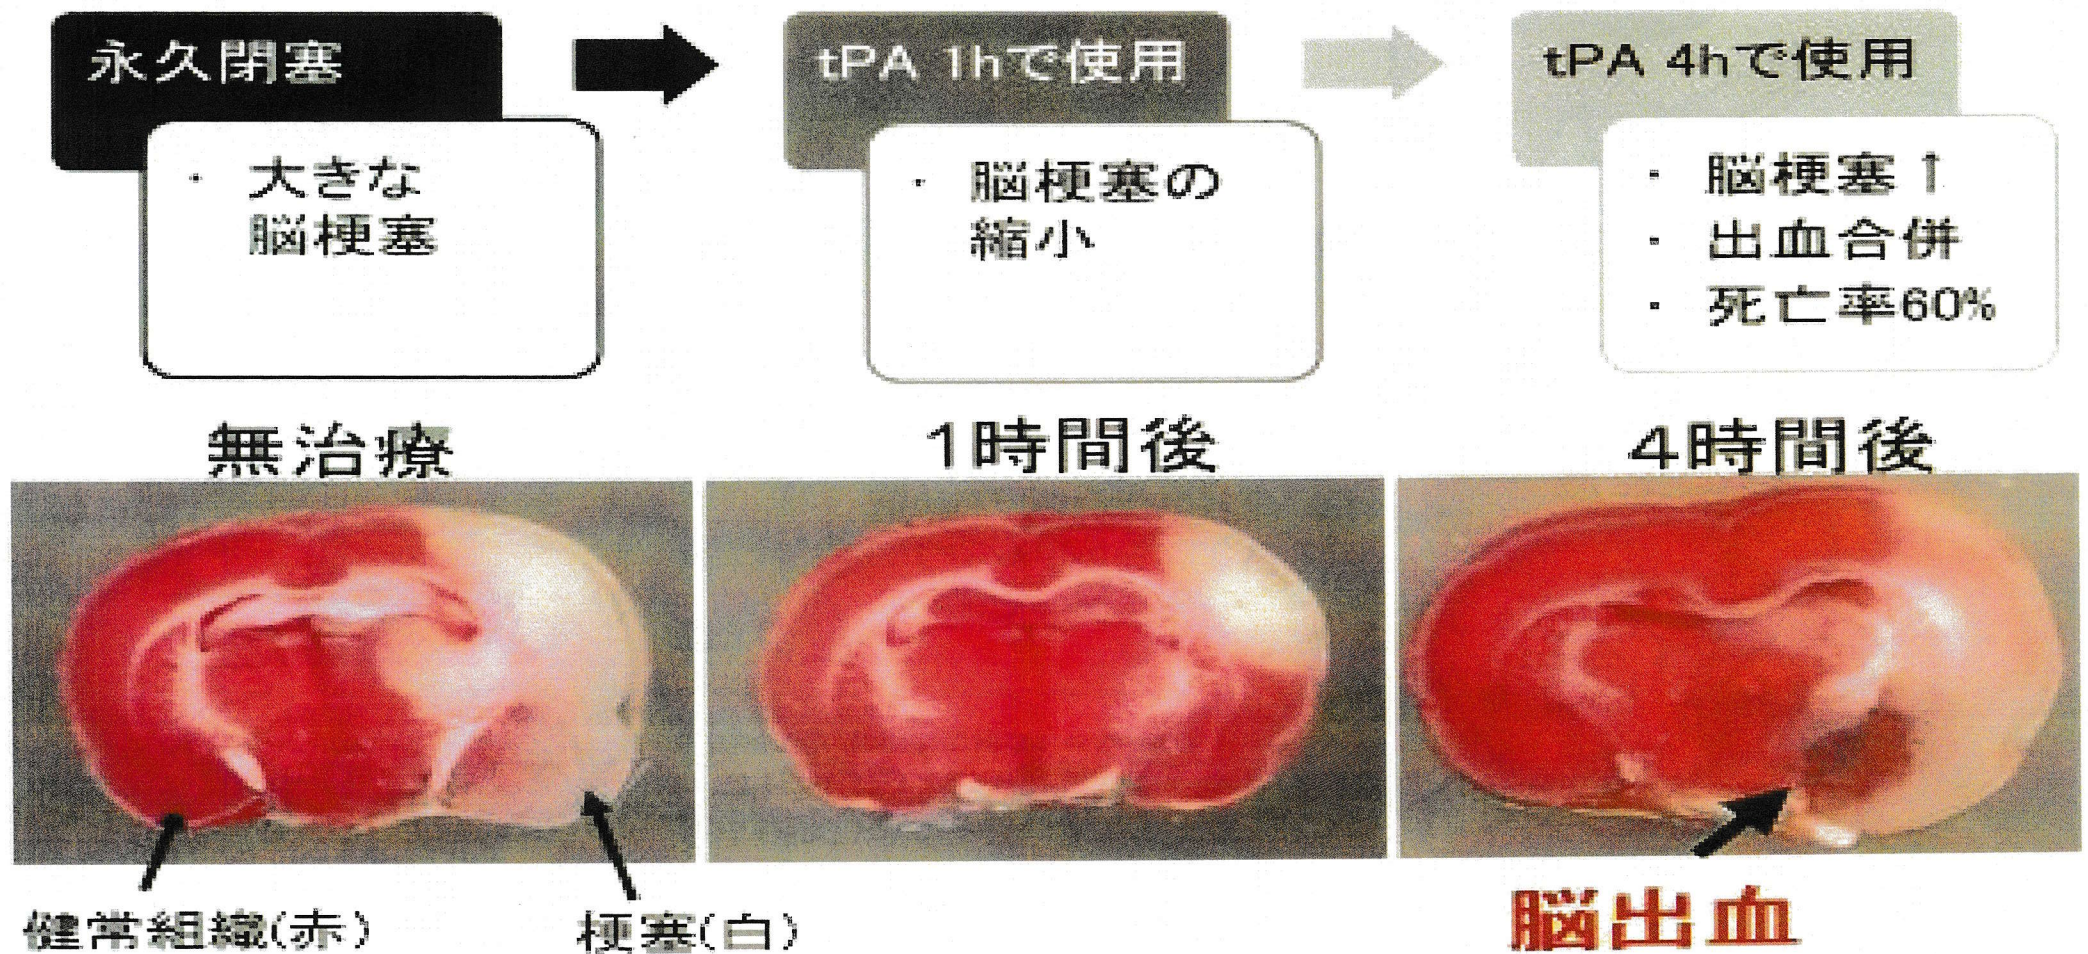 永久閉塞
・ 大きな
脳梗塞
tPA 1hで使用
・ 脳梗塞の
縮小
tPA 4hで使用
・ 脳梗塞↑
・ 出血合併
・ 死亡率60%
無治療
1時間後
4時間後
健常組織(赤)
梗塞(白)
脳出血